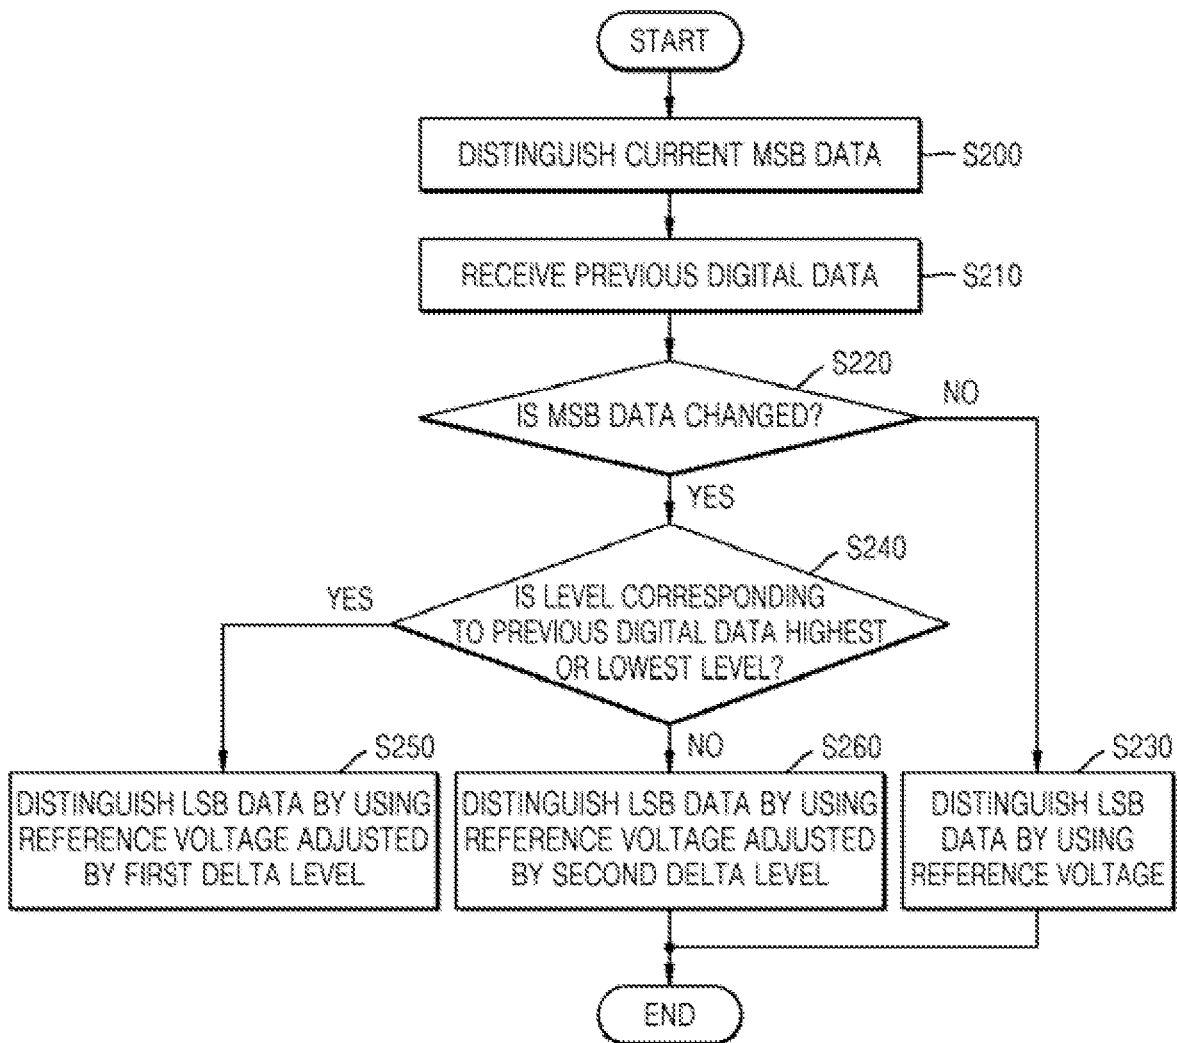 START
DISTINGUISH CURRENT MSB DATA
S200
RECEIVE PREVIOUS DIGITAL DATA
S210
S220
IS MSB DATA CHANGED?
NO
YES
S240
IS LEVEL CORRESPONDING
TO PREVIOUS DIGITAL DATA HIGHEST
OR LOWEST LEVEL?
YES
NO
S250
DISTINGUISH LSB DATA BY USING
REFERENCE VOLTAGE ADJUSTED
BY FIRST DELTA LEVEL
S260
DISTINGUISH LSB DATA BY USING
REFERENCE VOLTAGE ADJUSTED
BY SECOND DELTA LEVEL
S230
DISTINGUISH LSB
DATA BY USING
REFERENCE VOLTAGE
END